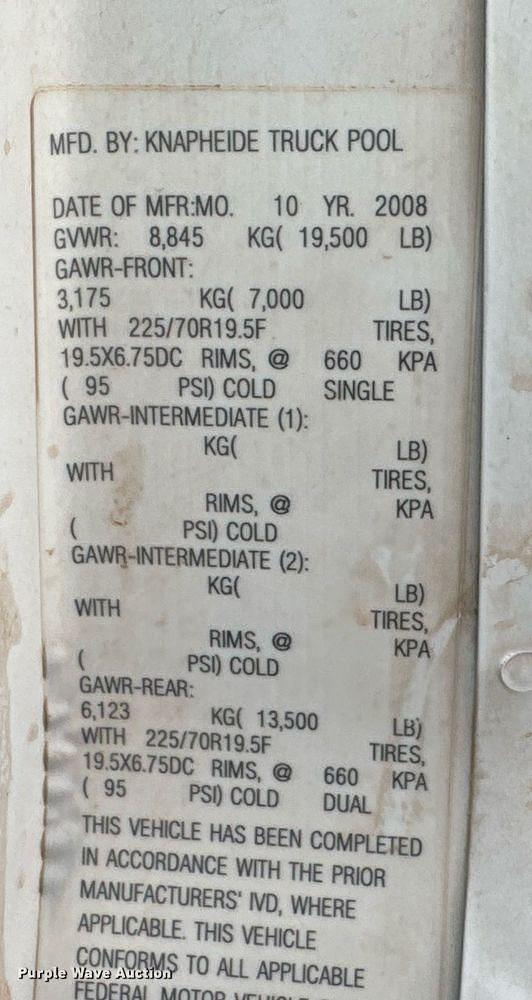 MFD. BY: KNAPHEIDE TRUCK POOL
DATE OF MFR:MO. 10 YR. 2008
GVWR: 8,845 KG( 19,500 LB)
GAWR-FRONT:
3,175 KG( 7,000 LB)
WITH 225/70R19.5F TIRES,
19.5X6.75DC RIMS, @ 660 KPA
( 95 PSI) COLD SINGLE
GAWR-INTERMEDIATE (1):
KG( LB)
WITH TIRES,
RIMS, @ KPA
( PSI) COLD
GAWR-INTERMEDIATE (2):
KG( LB)
WITH TIRES,
RIMS, @ KPA
( PSI) COLD
GAWR-REAR:
6,123 KG( 13,500 LB)
WITH 225/70R19.5F TIRES,
19.5X6.75DC RIMS, @ 660 KPA
( 95 PSI) COLD DUAL
THIS VEHICLE HAS BEEN COMPLETED
IN ACCORDANCE WITH THE PRIOR
MANUFACTURERS' IVD, WHERE
APPLICABLE. THIS VEHICLE
CONFORMS TO ALL APPLICABLE
FEDERAL MOTOR VEHICLE
Purple Wave Auction